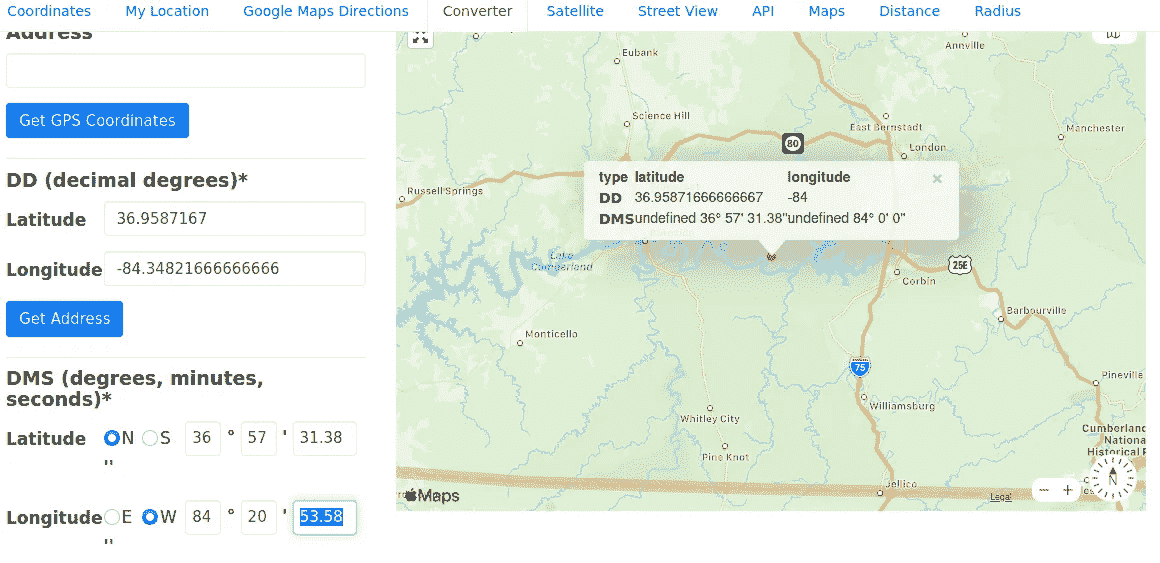 Coordinates My Location Google Maps Directions Converter Satellite Street View API Maps Distance Radius
Address
Get GPS Coordinates
DD (decimal degrees)*
Latitude 36.9587167
Longitude -84.34821666666666
Get Address
DMS (degrees, minutes,
seconds)*
Latitude N S 36 ° 57 ' 31.38
"
Longitude E W 84 ° 20 ' 53.58
"
Eubank
Annville
Science Hill
East Bernstadt
Manchester
80
London
Russell Springs
type latitude longitude ×
DD 36.95871666666667 -84
DMS undefined 36° 57' 31.38" undefined 84° 0' 0"
Lake
Cumberland
25E
Corbin
Barbourville
Monticello
75
Pineville
Williamsburg
Whitley City
Cumberland
National
Historical P
Pine Knot
N
Jellico
Maps
Legal